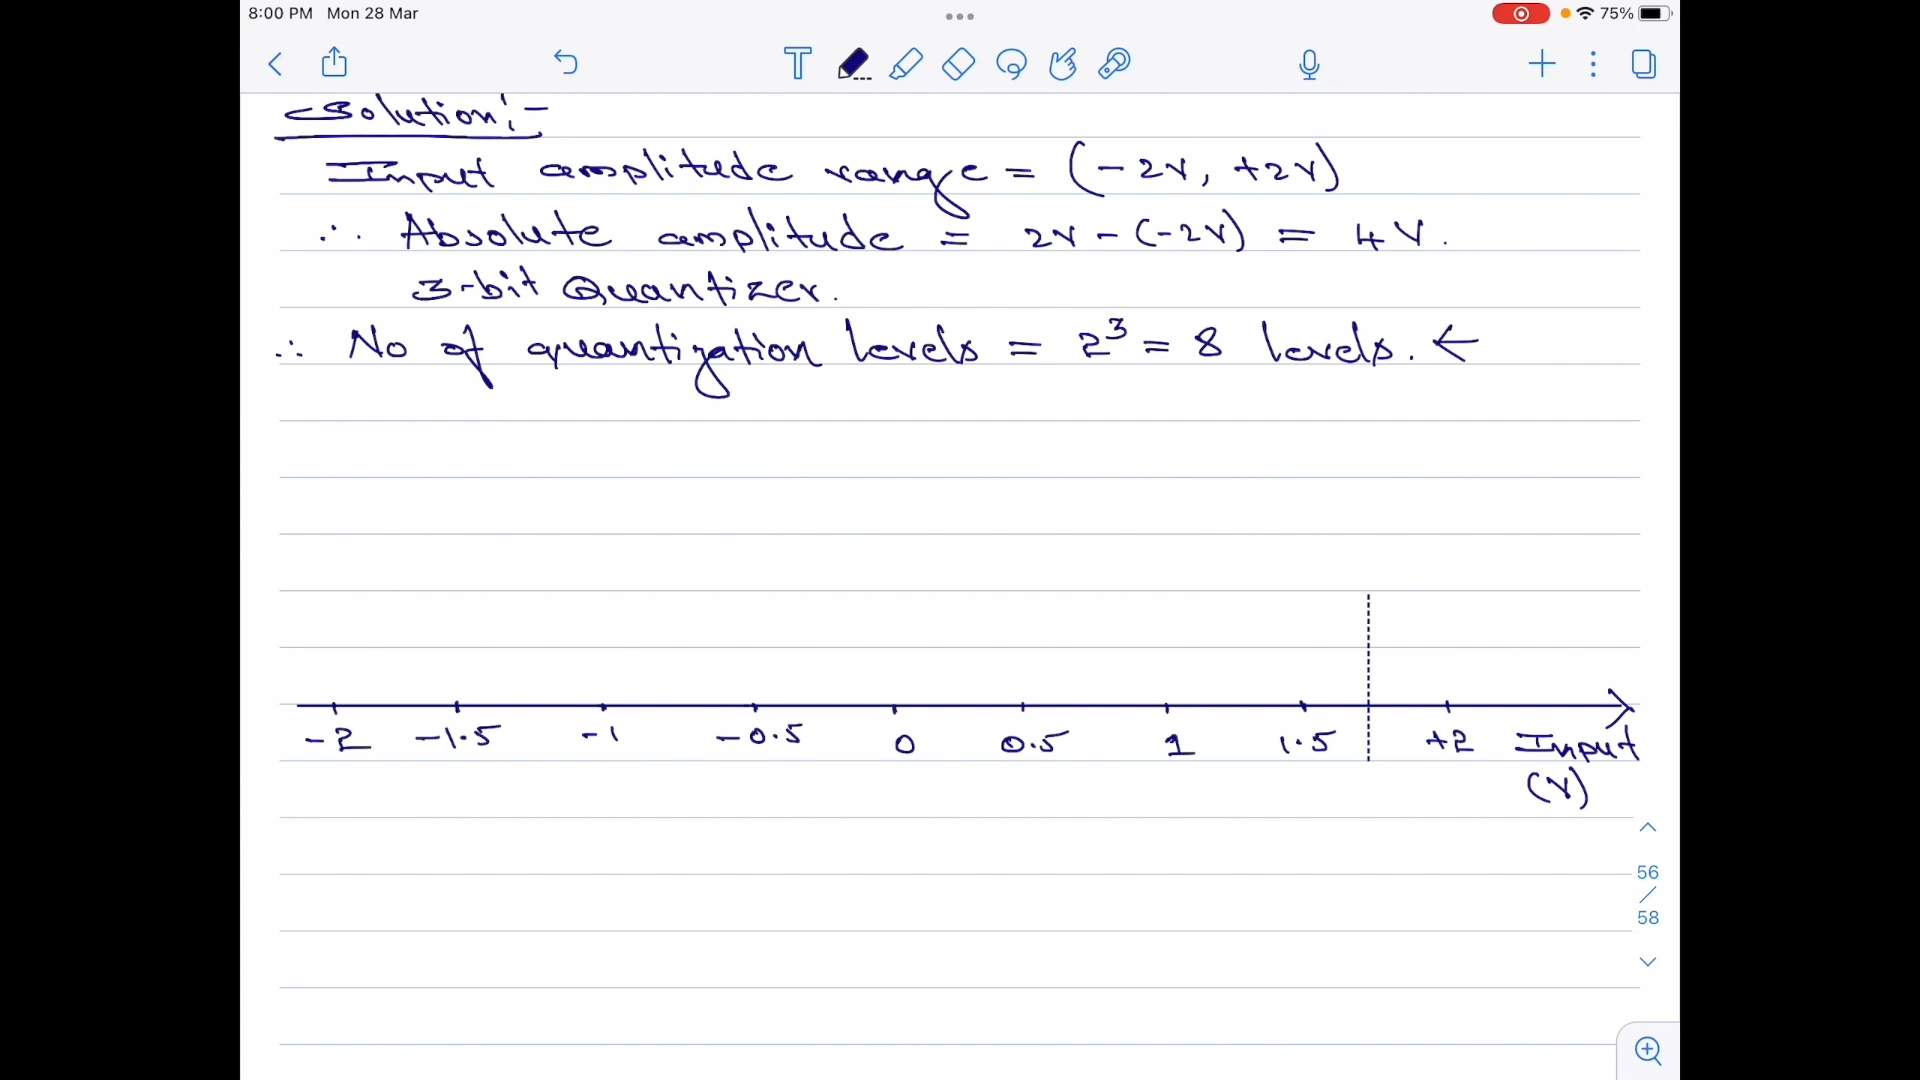 8:00 PM Mon 28 Mar
75%
T
Solution:-
Input amplitude range = (-2V, +2V)
∴ Absolute amplitude = 2V - (-2V) = 4V.
3-bit Quantizer.
∴ No of quantization levels = 2³ = 8 levels. ←
-2 -1.5 -1 -0.5 0 0.5 1 1.5 +2 Input
(V)
56
/
58